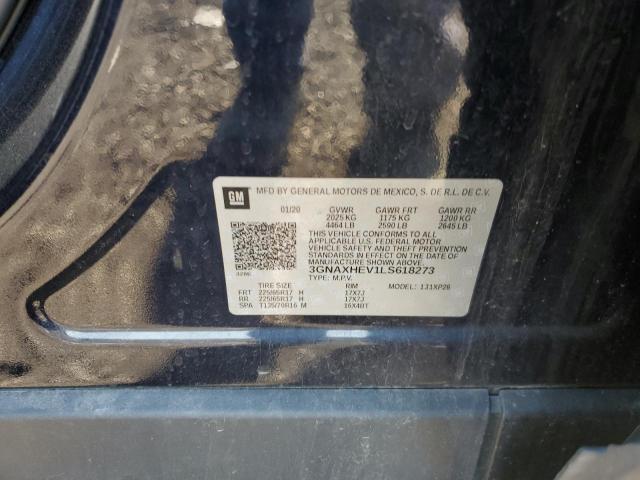 GM
MFD BY GENERAL MOTORS DE MEXICO, S. DE R.L. DE C.V.
01/20 GVWR GAWR FRT GAWR RR
2025 KG 1175 KG 1200 KG
4464 LB 2590 LB 2645 LB
THIS VEHICLE CONFORMS TO ALL
APPLICABLE U.S. FEDERAL MOTOR
VEHICLE SAFETY AND THEFT PREVENTION
STANDARDS IN EFFECT ON THE DATE
OF MANUFACTURE SHOWN ABOVE.
3GNAXHEV1LS618273
TYPE: M.P.V.
TIRE SIZE RIM MODEL: 131XP26
FRT 225/65R17 H 17X7J
RR 225/65R17 H 17X7J
SPA T135/70R16 M 16X4BT